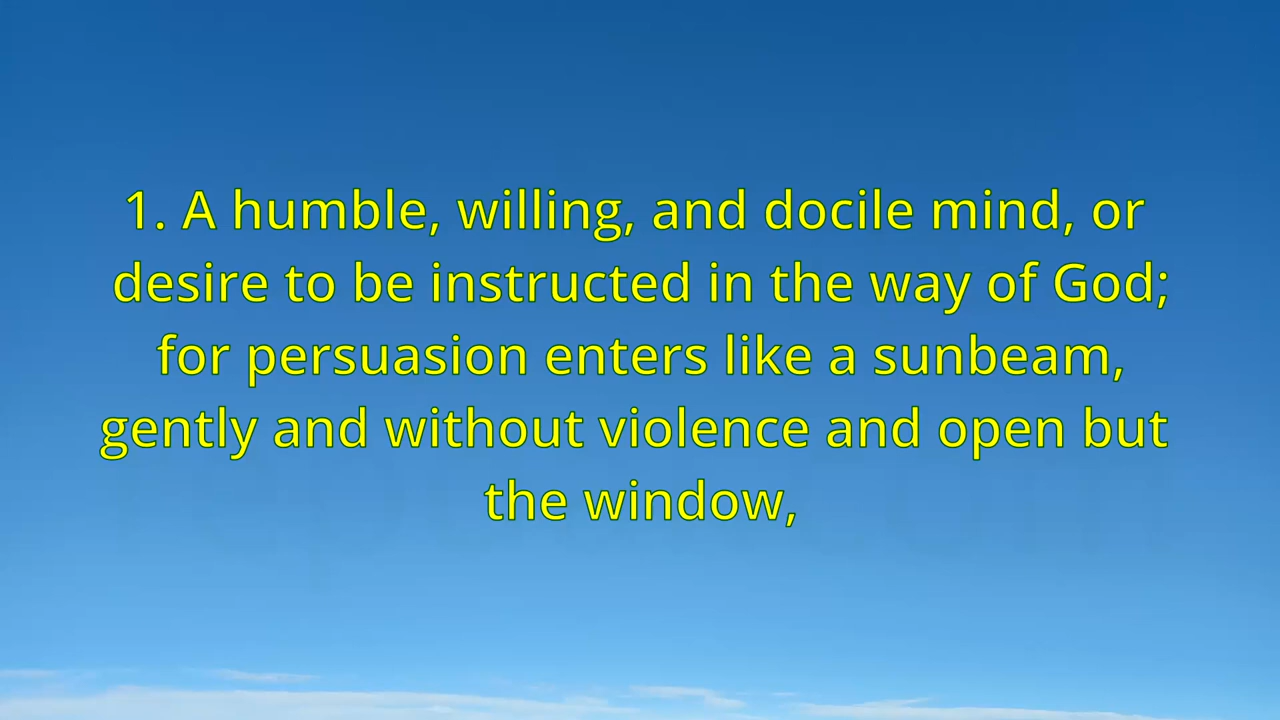 1. A humble, willing, and docile mind, or
desire to be instructed in the way of God;
for persuasion enters like a sunbeam,
gently and without violence and open but
the window,